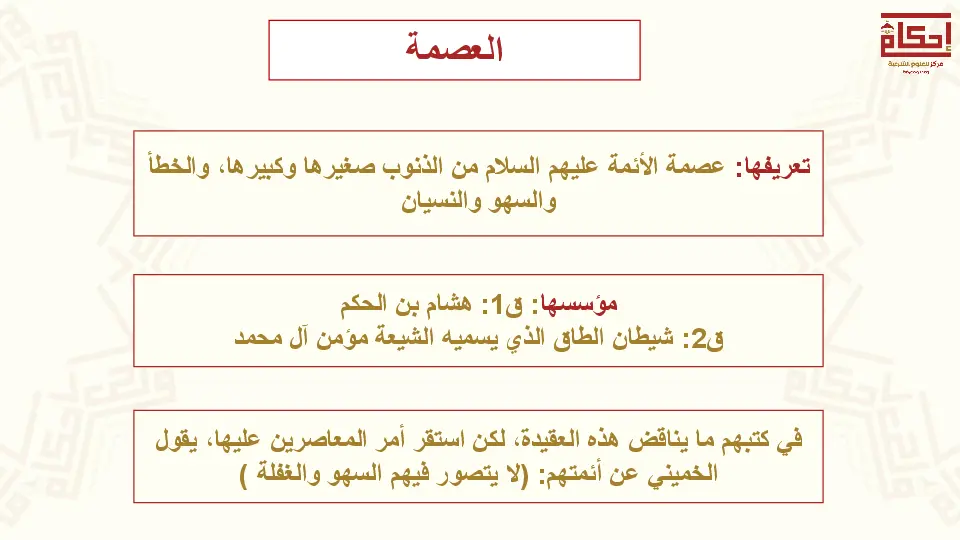 العصمة
إحكام
مركز للعلوم الشرعية
تعريفها: عصمة الأئمة عليهم السلام من الذنوب صغيرها وكبيرها، والخطأ
والسهو والنسيان
مؤسسها: ق1: هشام بن الحكم
ق2: شيطان الطاق الذي يسميه الشيعة مؤمن آل محمد
في كتبهم ما يناقض هذه العقيدة، لكن استقر أمر المعاصرين عليها، يقول
الخميني عن أئمتهم: (لا يتصور فيهم السهو والغفلة )